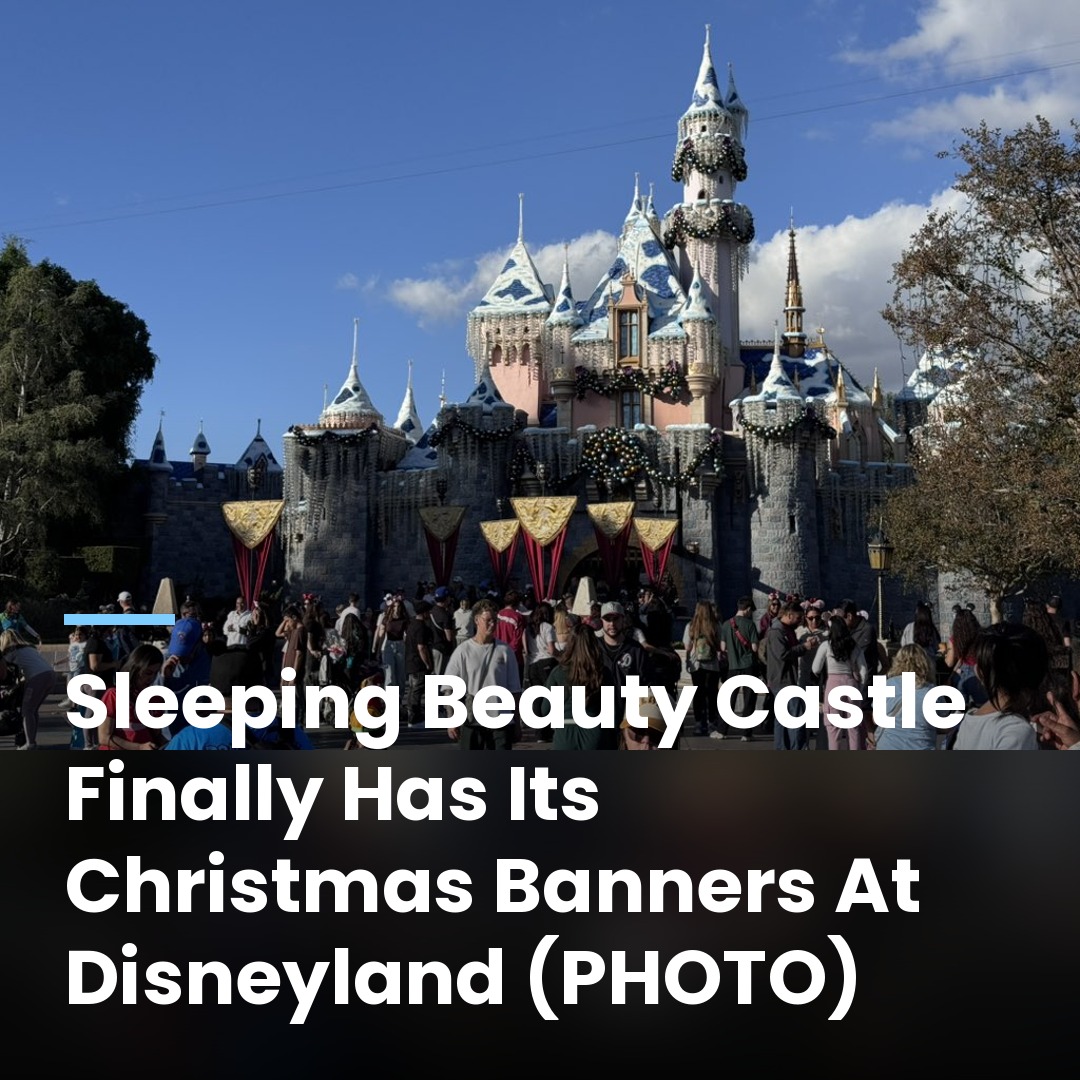 Sleeping Beauty Castle
Finally Has Its
Christmas Banners At
Disneyland (PHOTO)